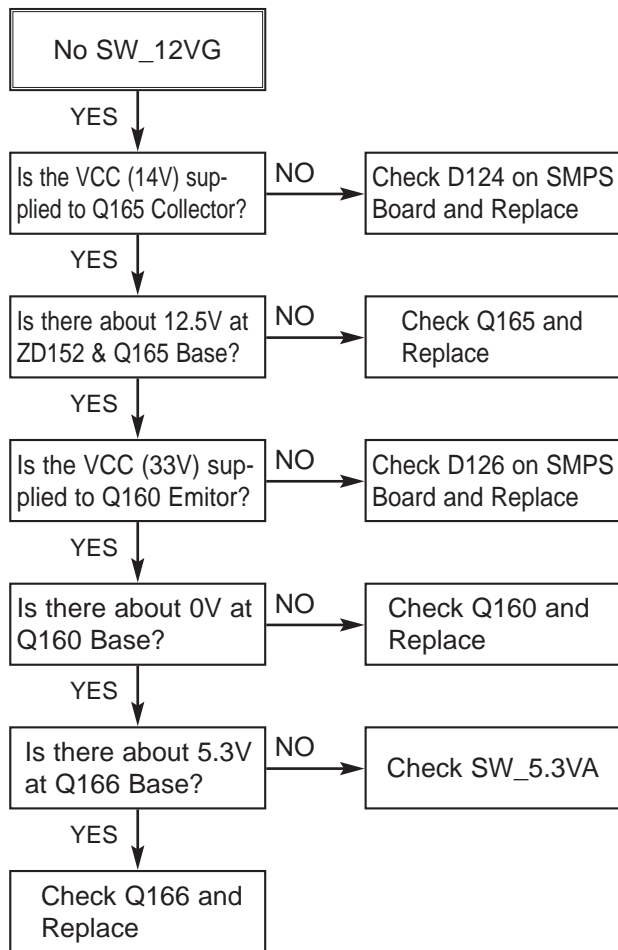 No SW_12VG
YES
Is the VCC (14V) sup-
plied to Q165 Collector?
NO
Check D124 on SMPS
Board and Replace
YES
Is there about 12.5V at
ZD152 & Q165 Base?
NO
Check Q165 and
Replace
YES
Is the VCC (33V) sup-
plied to Q160 Emitor?
NO
Check D126 on SMPS
Board and Replace
YES
Is there about 0V at
Q160 Base?
NO
Check Q160 and
Replace
YES
Is there about 5.3V
at Q166 Base?
NO
Check SW_5.3VA
YES
Check Q166 and
Replace